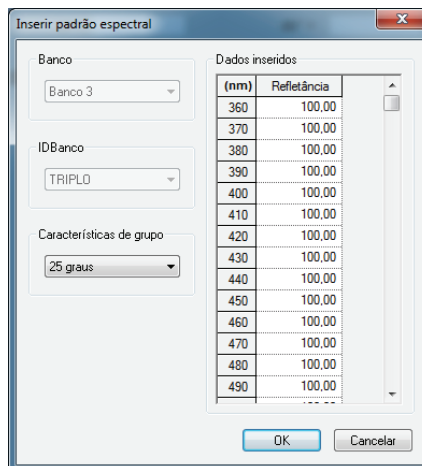 Inserir padrão espectral
Banco
Banco 3
IDBanco
TRIPLO
Características de grupo
25 graus
Dados inseridos
(nm) Refletância
360 100,00
370 100,00
380 100,00
390 100,00
400 100,00
410 100,00
420 100,00
430 100,00
440 100,00
450 100,00
460 100,00
470 100,00
480 100,00
490 100,00
OK Cancelar